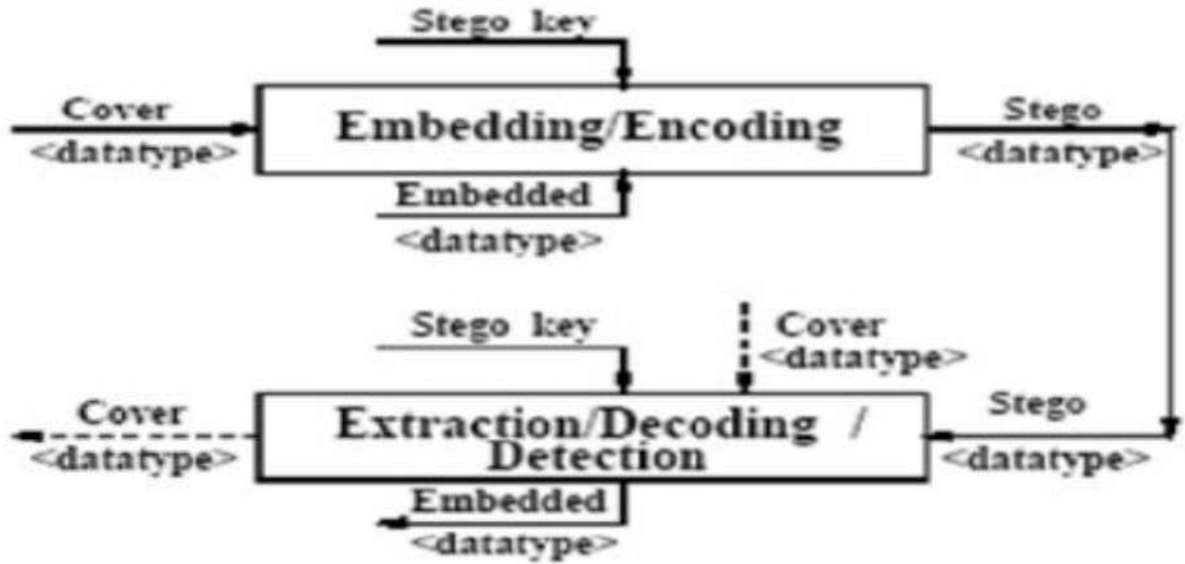 Stego key
Cover
<datatype>
Embedding/Encoding
Stego
<datatype>
Embedded
<datatype>
Stego key
Cover
<datatype>
Cover
<datatype>
Extraction/Decoding /
Detection
Stego
<datatype>
Embedded
<datatype>